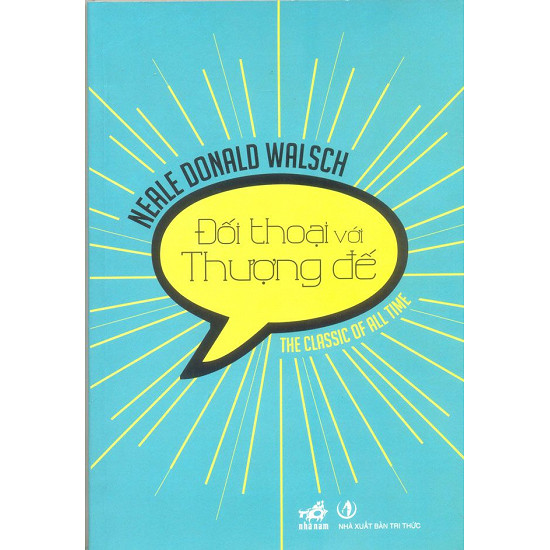 NEALE DONALD WALSCH
Đối thoại với
Thượng đế
THE CLASSIC OF ALL TIME
nhã nam
NHÀ XUẤT BẢN TRI THỨC